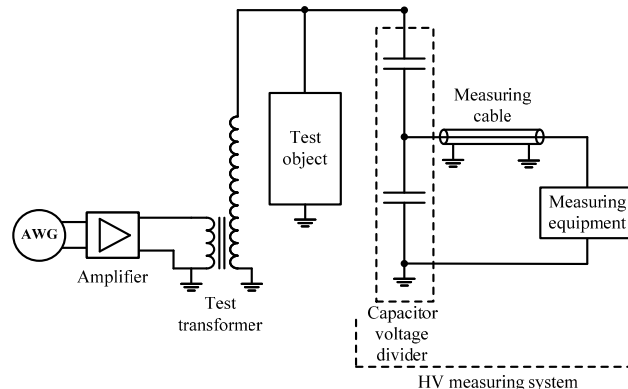 Measuring
cable
Test
object
AWG
Measuring
equipment
Amplifier
Test
transformer
Capacitor
voltage
divider
HV measuring system